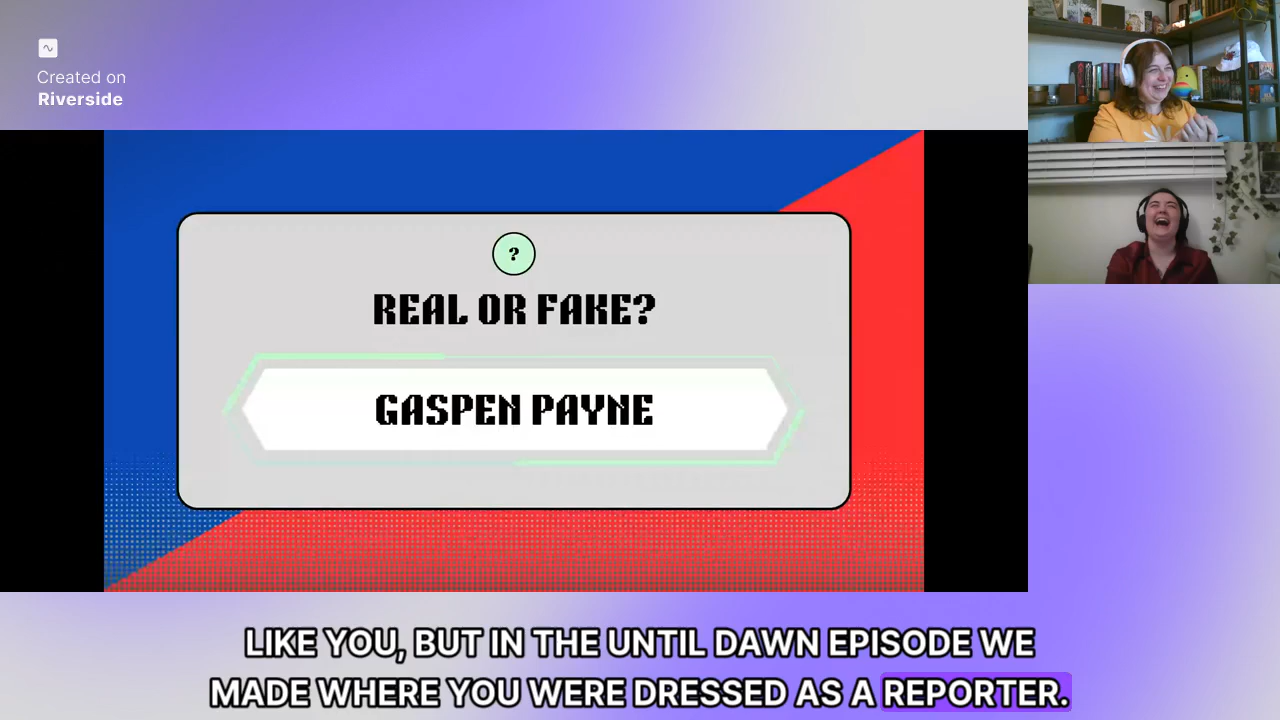 Created on
Riverside
?
REAL OR FAKE?
GASPEN PAYNE
LIKE YOU, BUT IN THE UNTIL DAWN EPISODE WE
MADE WHERE YOU WERE DRESSED AS A REPORTER.